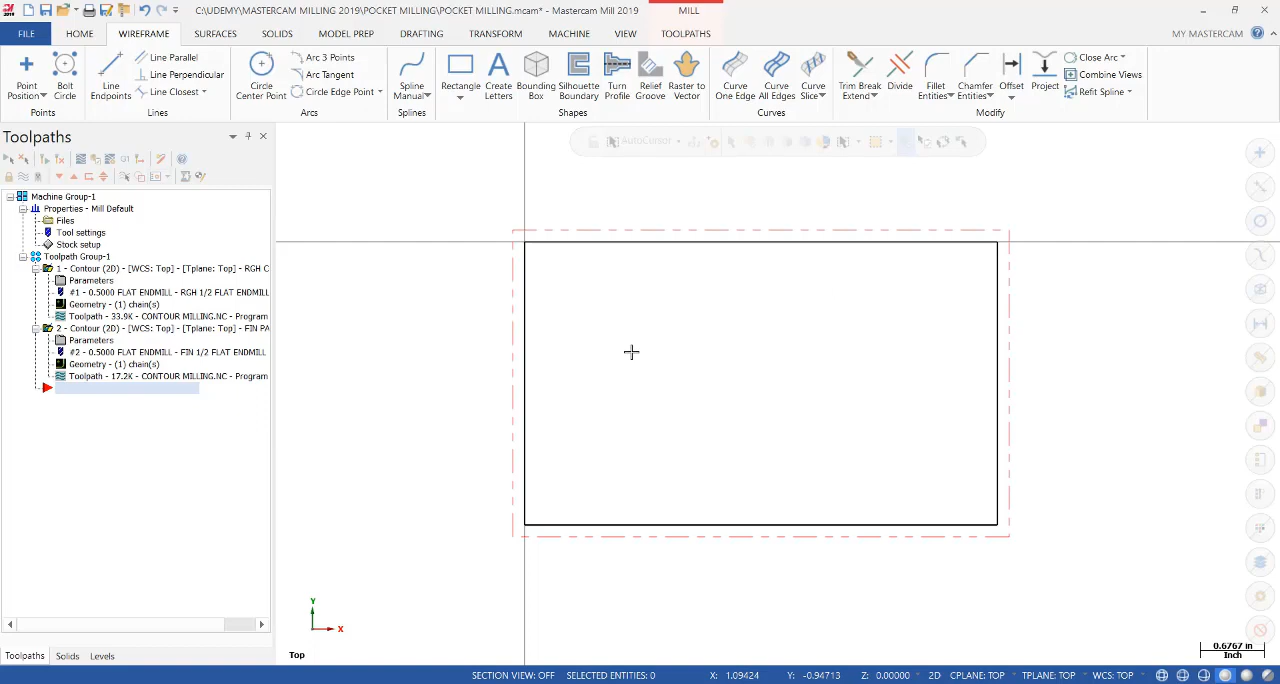 C:\UDEMY\MASTERCAM MILLING 2019\POCKET MILLING\POCKET MILLING.mcam* - Mastercam Mill 2019
MILL
FILE HOME WIREFRAME SURFACES SOLIDS MODEL PREP DRAFTING TRANSFORM MACHINE VIEW TOOLPATHS MY MASTERCAM
Point Position
Bolt Circle
Points
Line Endpoints
Line Parallel
Line Perpendicular
Line Closest
Lines
Circle Center Point
Arc 3 Points
Arc Tangent
Circle Edge Point
Arcs
Spline Manual
Splines
Rectangle
Create Letters
Bounding Box
Silhouette Boundary
Turn Profile
Relief Groove
Raster to Vector
Shapes
Curve One Edge
Curve All Edges
Curve Slice
Curves
Trim Break Extend
Divide
Fillet Entities
Chamfer Entities
Offset
Project
Close Arc
Combine Views
Refit Spline
Modify
Toolpaths
AutoCursor
G1
Machine Group-1
Properties - Mill Default
Files
Tool settings
Stock setup
Toolpath Group-1
1 - Contour (2D) - [WCS: Top] - [Tplane: Top] - RGH C
Parameters
#1 - 0.5000 FLAT ENDMILL - RGH 1/2 FLAT ENDMILL
Geometry - (1) chain(s)
Toolpath - 33.9K - CONTOUR MILLING.NC - Program
2 - Contour (2D) - [WCS: Top] - [Tplane: Top] - FIN PA
Parameters
#2 - 0.5000 FLAT ENDMILL - FIN 1/2 FLAT ENDMILL
Geometry - (1) chain(s)
Toolpath - 17.2K - CONTOUR MILLING.NC - Program
Y
X
Top
0.6767 in
Inch
Toolpaths Solids Levels
SECTION VIEW: OFF SELECTED ENTITIES: 0 X: 1.09424 Y: -0.94713 Z: 0.00000 2D CPLANE: TOP TPLANE: TOP WCS: TOP